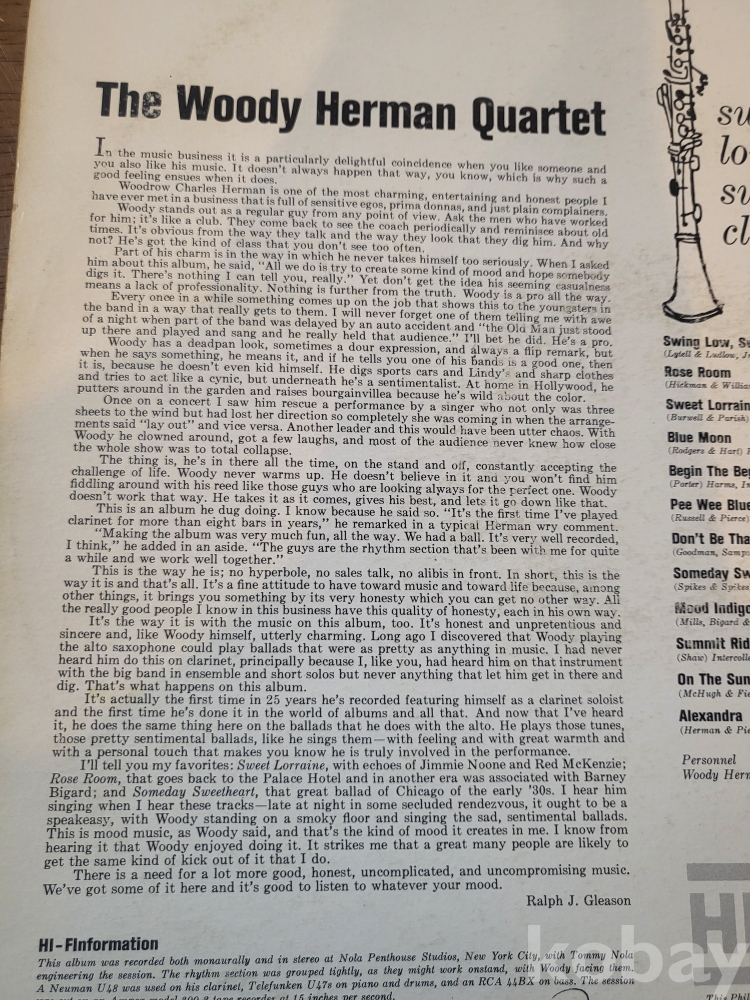 The Woody Herman Quartet
In the music business it is a particularly delightful coincidence when you like someone and
you also like his music. It doesn't always happen that way, you know, which is why such a
good feeling ensues when it does.
Woodrow Charles Herman is one of the most charming, entertaining and honest people I
have ever met in a business that is full of sensitive egos, prima donnas, and just plain complainers.
Woody stands out as a regular guy from any point of view. Ask the men who have worked
for him; it's like a club. They come back to see the coach periodically and reminisce about old
times. It's obvious from the way they talk and the way they look that they dig him. And why
not? He's got the kind of class that you don't see too often.
Part of his charm is in the way in which he never takes himself too seriously. When I asked
him about this album, he said, "All we do is try to create some kind of mood and hope somebody
digs it. There's nothing I can tell you, really." Yet don't get the idea his seeming casualness
means a lack of professionality. Nothing is further from the truth. Woody is a pro all the way.
Every once in a while something comes up on the job that shows this to the youngsters in
the band in a way that really gets to them. I will never forget one of them telling me with awe
of a night when part of the band was delayed by an auto accident and "the Old Man just stood
up there and played and sang and he really held that audience." I'll bet he did. He's a pro.
Woody has a deadpan look, sometimes a dour expression, and always a flip remark, but
when he says something, he means it, and if he tells you one of his bands is a good one, then
it is, because he doesn't even kid himself. He digs sports cars and Lindy's and sharp clothes
and tries to act like a cynic, but underneath he's a sentimentalist. At home in Hollywood, he
putters around in the garden and raises bourgainvillea because he's wild about the color.
Once on a concert I saw him rescue a performance by a singer who not only was three
sheets to the wind but had lost her direction so completely she was coming in when the arrange-
ments said "lay out" and vice versa. Another leader and this would have been utter chaos. With
Woody he clowned around, got a few laughs, and most of the audience never knew how close
the whole show was to total collapse.
The thing is, he's in there all the time, on the stand and off, constantly accepting the
challenge of life. Woody never warms up. He doesn't believe in it and you won't find him
fiddling around with his reed like those guys who are looking always for the perfect one. Woody
doesn't work that way. He takes it as it comes, gives his best, and lets it go down like that.
This is an album he dug doing. I know because he said so. "It's the first time I've played
clarinet for more than eight bars in years," he remarked in a typical Herman wry comment.
"Making the album was very much fun, all the way. We had a ball. It's very well recorded,
I think," he added in an aside. "The guys are the rhythm section that's been with me for quite
a while and we work well together."
This is the way he is; no hyperbole, no sales talk, no alibis in front. In short, this is the
way it is and that's all. It's a fine attitude to have toward music and toward life because, among
other things, it brings you something by its very honesty which you can get no other way. All
the really good people I know in this business have this quality of honesty, each in his own way.
It's the way it is with the music on this album, too. It's honest and unpretentious and
sincere and, like Woody himself, utterly charming. Long ago I discovered that Woody playing
the alto saxophone could play ballads that were as pretty as anything in music. I had never
heard him do this on clarinet, principally because I, like you, had heard him on that instrument
with the big band in ensemble and short solos but never anything that let him get in there and
dig. That's what happens on this album.
It's actually the first time in 25 years he's recorded featuring himself as a clarinet soloist
and the first time he's done it in the world of albums and all that. And now that I've heard
it, he does the same thing here on the ballads that he does with the alto. He plays those tunes,
those pretty sentimental ballads, like he sings them—with feeling and with great warmth and
with a personal touch that makes you know he is truly involved in the performance.
I'll tell you my favorites: Sweet Lorraine, with echoes of Jimmie Noone and Red McKenzie;
Rose Room, that goes back to the Palace Hotel and in another era was associated with Barney
Bigard; and Someday Sweetheart, that great ballad of Chicago of the early '30s. I hear him
singing when I hear these tracks—late at night in some secluded rendezvous, it ought to be a
speakeasy, with Woody standing on a smoky floor and singing the sad, sentimental ballads.
This is mood music, as Woody said, and that's the kind of mood it creates in me. I know from
hearing it that Woody enjoyed doing it. It strikes me that a great many people are likely to
get the same kind of kick out of it that I do.
There is a need for a lot more good, honest, uncomplicated, and uncompromising music.
We've got some of it here and it's good to listen to whatever your mood.
Ralph J. Gleason
HI-FInformation
This album was recorded both monaurally and in stereo at Nola Penthouse Studios, New York City, with Tommy Nola
engineering the session. The rhythm section was grouped tightly, as they might work onstand, with Woody facing them.
A Neuman U48 was used on his clarinet, Telefunken U47s on piano and drums, and an RCA 44BX on bass. The session
tape recorder at 15 inches per second.
su
lo
su
cl
Swing Low, S
(Lytell & Ludlow, J
Rose Room
(Hickman & Willia
Sweet Lorrain
(Burwell & Parish)
Blue Moon
(Rodgers & Hart)
Begin The Be
(Porter) Harms, In
Pee Wee Blue
(Russell & Pierce)
Don't Be Tha
(Goodman, Samp
Someday Sw
(Spikes & Spikes
Mood Indigo
(Mills, Bigard &
Summit Rid
(Shaw) Intercolle
On The Sun
(McHugh & Fie
Alexandra
(Herman & Pie
Personnel
Woody Her
HI
This Phil
kobay